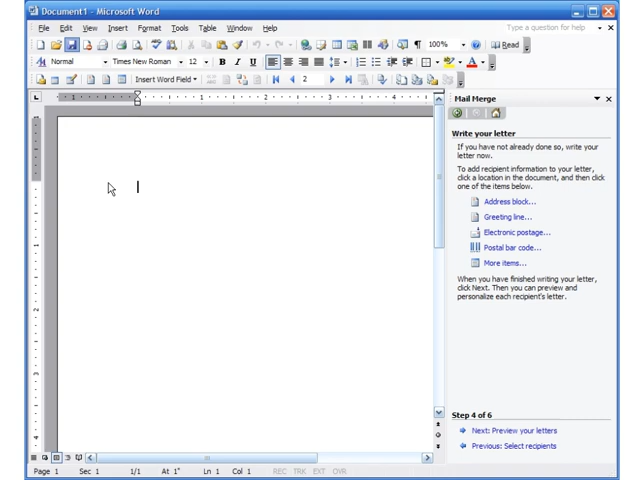 Document1 - Microsoft Word
File Edit View Insert Format Tools Table Window Help
Type a question for help
100%
Read
Normal Times New Roman 12 B I U
Insert Word Field 2
Mail Merge
1 1 2 3 4
Write your letter
If you have not already done so, write your
letter now.
To add recipient information to your letter,
click a location in the document, and then click
one of the items below.
Address block...
Greeting line...
Electronic postage...
Postal bar code...
More items...
When you have finished writing your letter,
click Next. Then you can preview and
personalize each recipient's letter.
Step 4 of 6
Next: Preview your letters
Previous: Select recipients
Page 1 Sec 1 1/1 At 1" Ln 1 Col 1 REC TRK EXT OVR